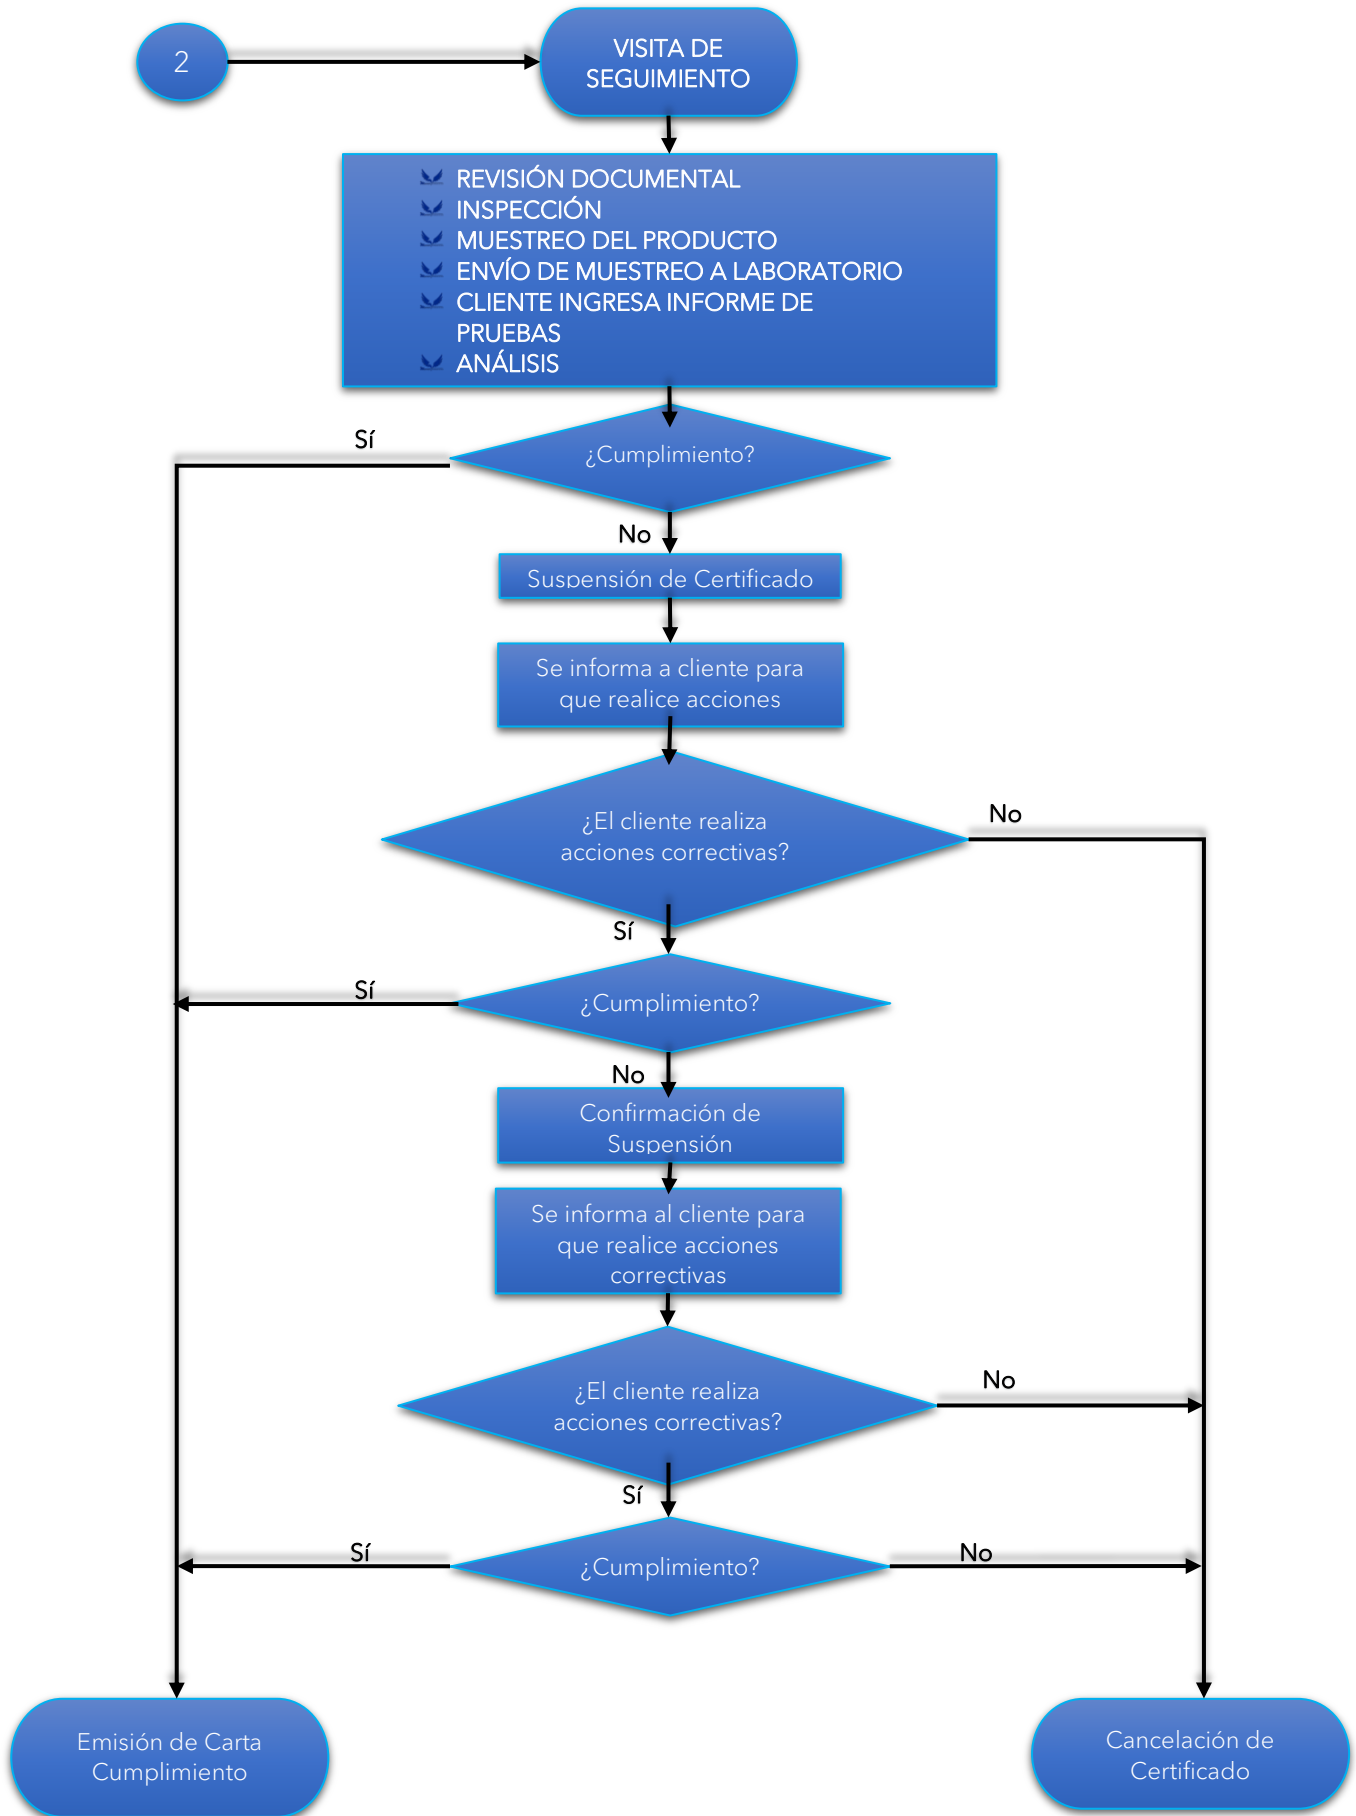 2
VISITA DE
SEGUIMIENTO
REVISIÓN DOCUMENTAL
INSPECCIÓN
MUESTREO DEL PRODUCTO
ENVÍO DE MUESTREO A LABORATORIO
CLIENTE INGRESA INFORME DE
PRUEBAS
ANÁLISIS
Sí
¿Cumplimiento?
No
Suspensión de Certificado
Se informa a cliente para
que realice acciones
No
¿El cliente realiza
acciones correctivas?
Sí
Sí
¿Cumplimiento?
No
Confirmación de
Suspensión
Se informa al cliente para
que realice acciones
correctivas
No
¿El cliente realiza
acciones correctivas?
Sí
Sí
¿Cumplimiento?
No
Emisión de Carta
Cumplimiento
Cancelación de
Certificado